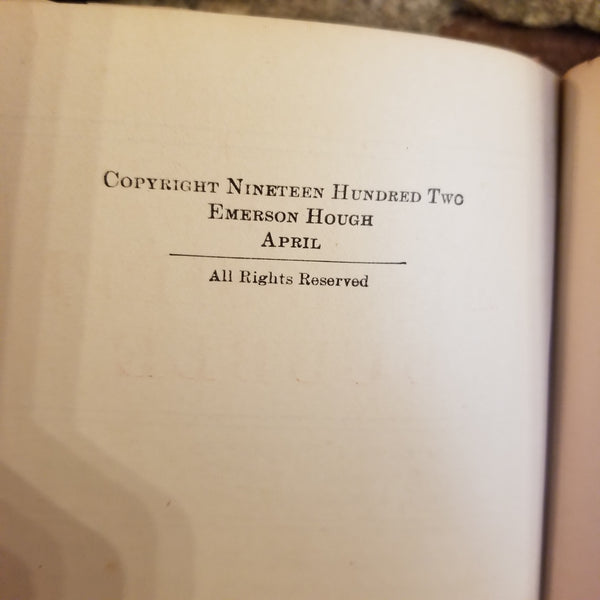 Copyright Nineteen Hundred Two
Emerson Hough
April
All Rights Reserved